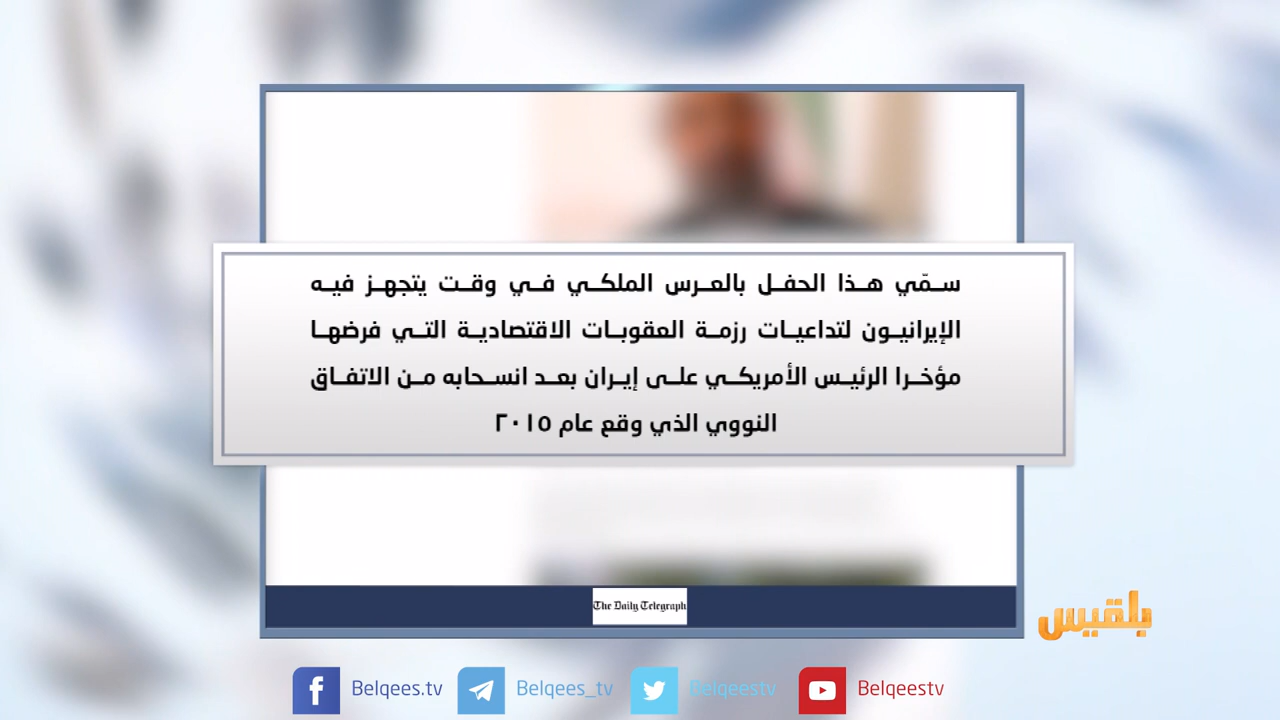 سمّي هذا الحفل بالعرس الملكي في وقت يتجهز فيه
الإيرانيون لتداعيات رزمة العقوبات الاقتصادية التي فرضها
مؤخرا الرئيس الأمريكي على إيران بعد انسحابه من الاتفاق
النووي الذي وقع عام ٢٠١٥
The Daily Telegraph
بلقيس
Belqees.tv Belqees_tv Belqeestv Belqeestv